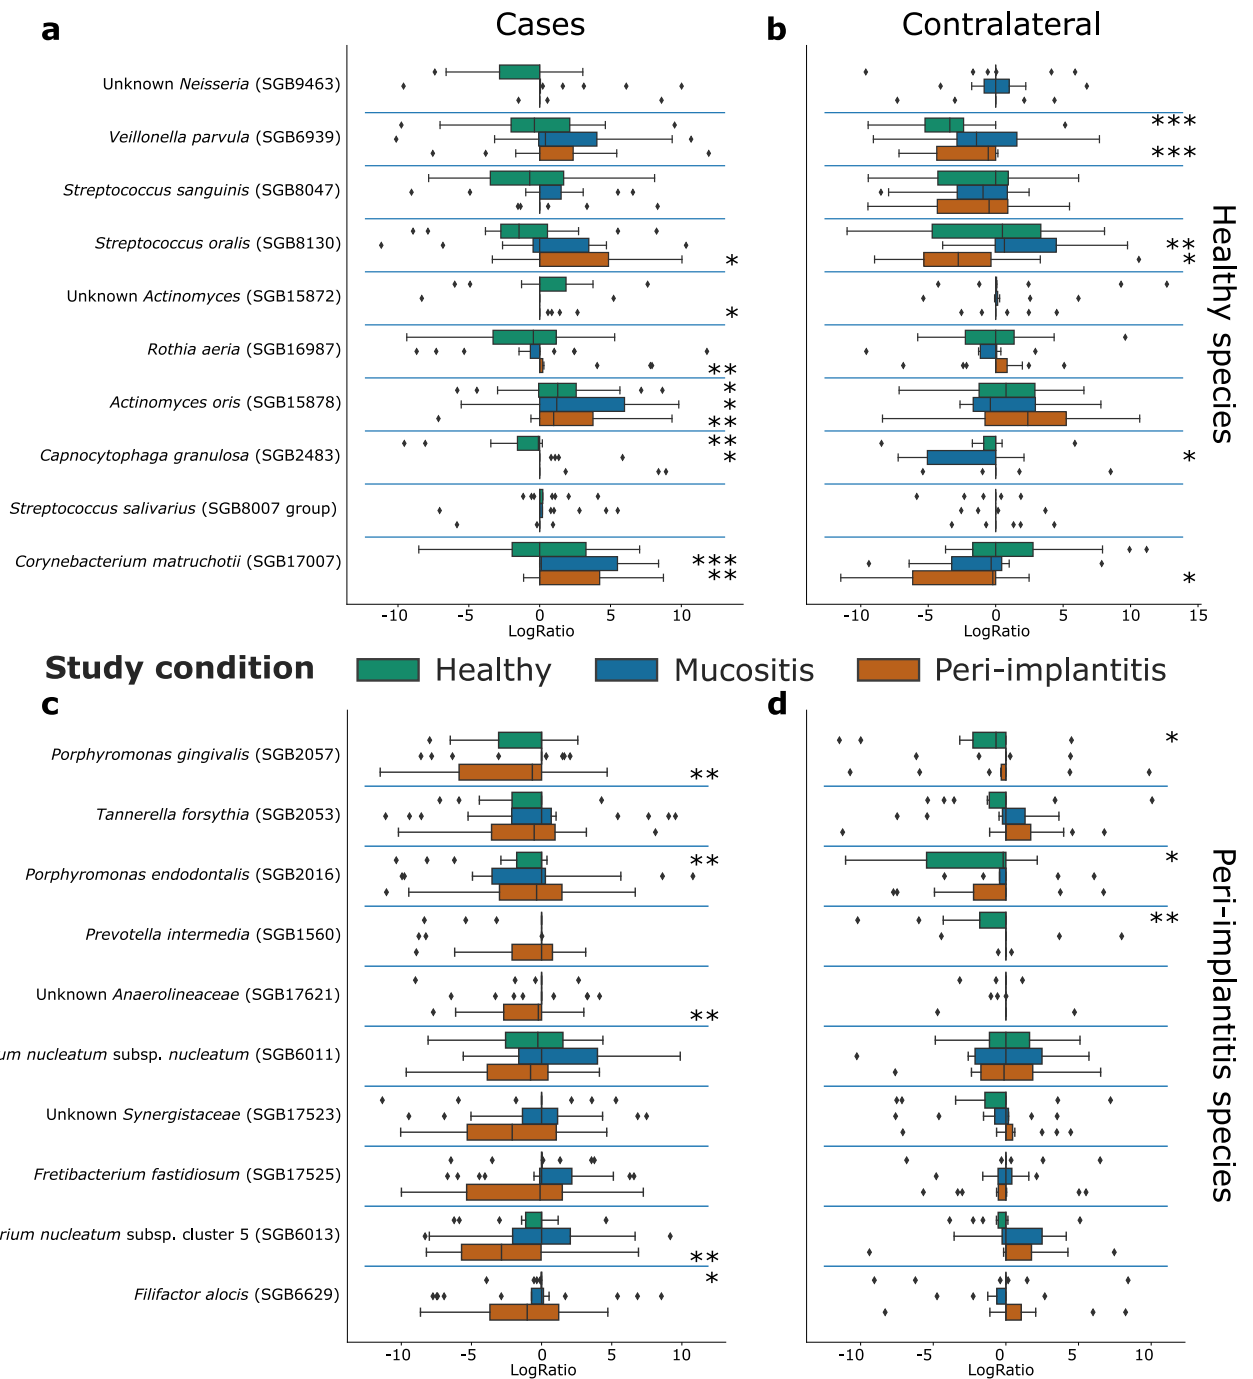 a Cases b Contralateral
Unknown Neisseria (SGB9463)
Veillonella parvula (SGB6939)
***
***
Streptococcus sanguinis (SGB8047)
Streptococcus oralis (SGB8130)
*
**
*
Unknown Actinomyces (SGB15872)
*
Rothia aeria (SGB16987)
**
Actinomyces oris (SGB15878)
*
*
**
Capnocytophaga granulosa (SGB2483)
**
*
*
Streptococcus salivarius (SGB8007 group)
Corynebacterium matruchotii (SGB17007)
***
**
*
Healthy species
-10 -5 0 5 10
LogRatio
-10 -5 0 5 10 15
LogRatio
Study condition Healthy Mucositis Peri-implantitis
c d
Porphyromonas gingivalis (SGB2057)
**
*
Tannerella forsythia (SGB2053)
Porphyromonas endodontalis (SGB2016)
**
*
Prevotella intermedia (SGB1560)
**
Unknown Anaerolineaceae (SGB17621)
**
um nucleatum subsp. nucleatum (SGB6011)
Unknown Synergistaceae (SGB17523)
Fretibacterium fastidiosum (SGB17525)
rium nucleatum subsp. cluster 5 (SGB6013)
**
Filifactor alocis (SGB6629)
*
Peri-implantitis species
-10 -5 0 5 10
LogRatio
-10 -5 0 5 10
LogRatio